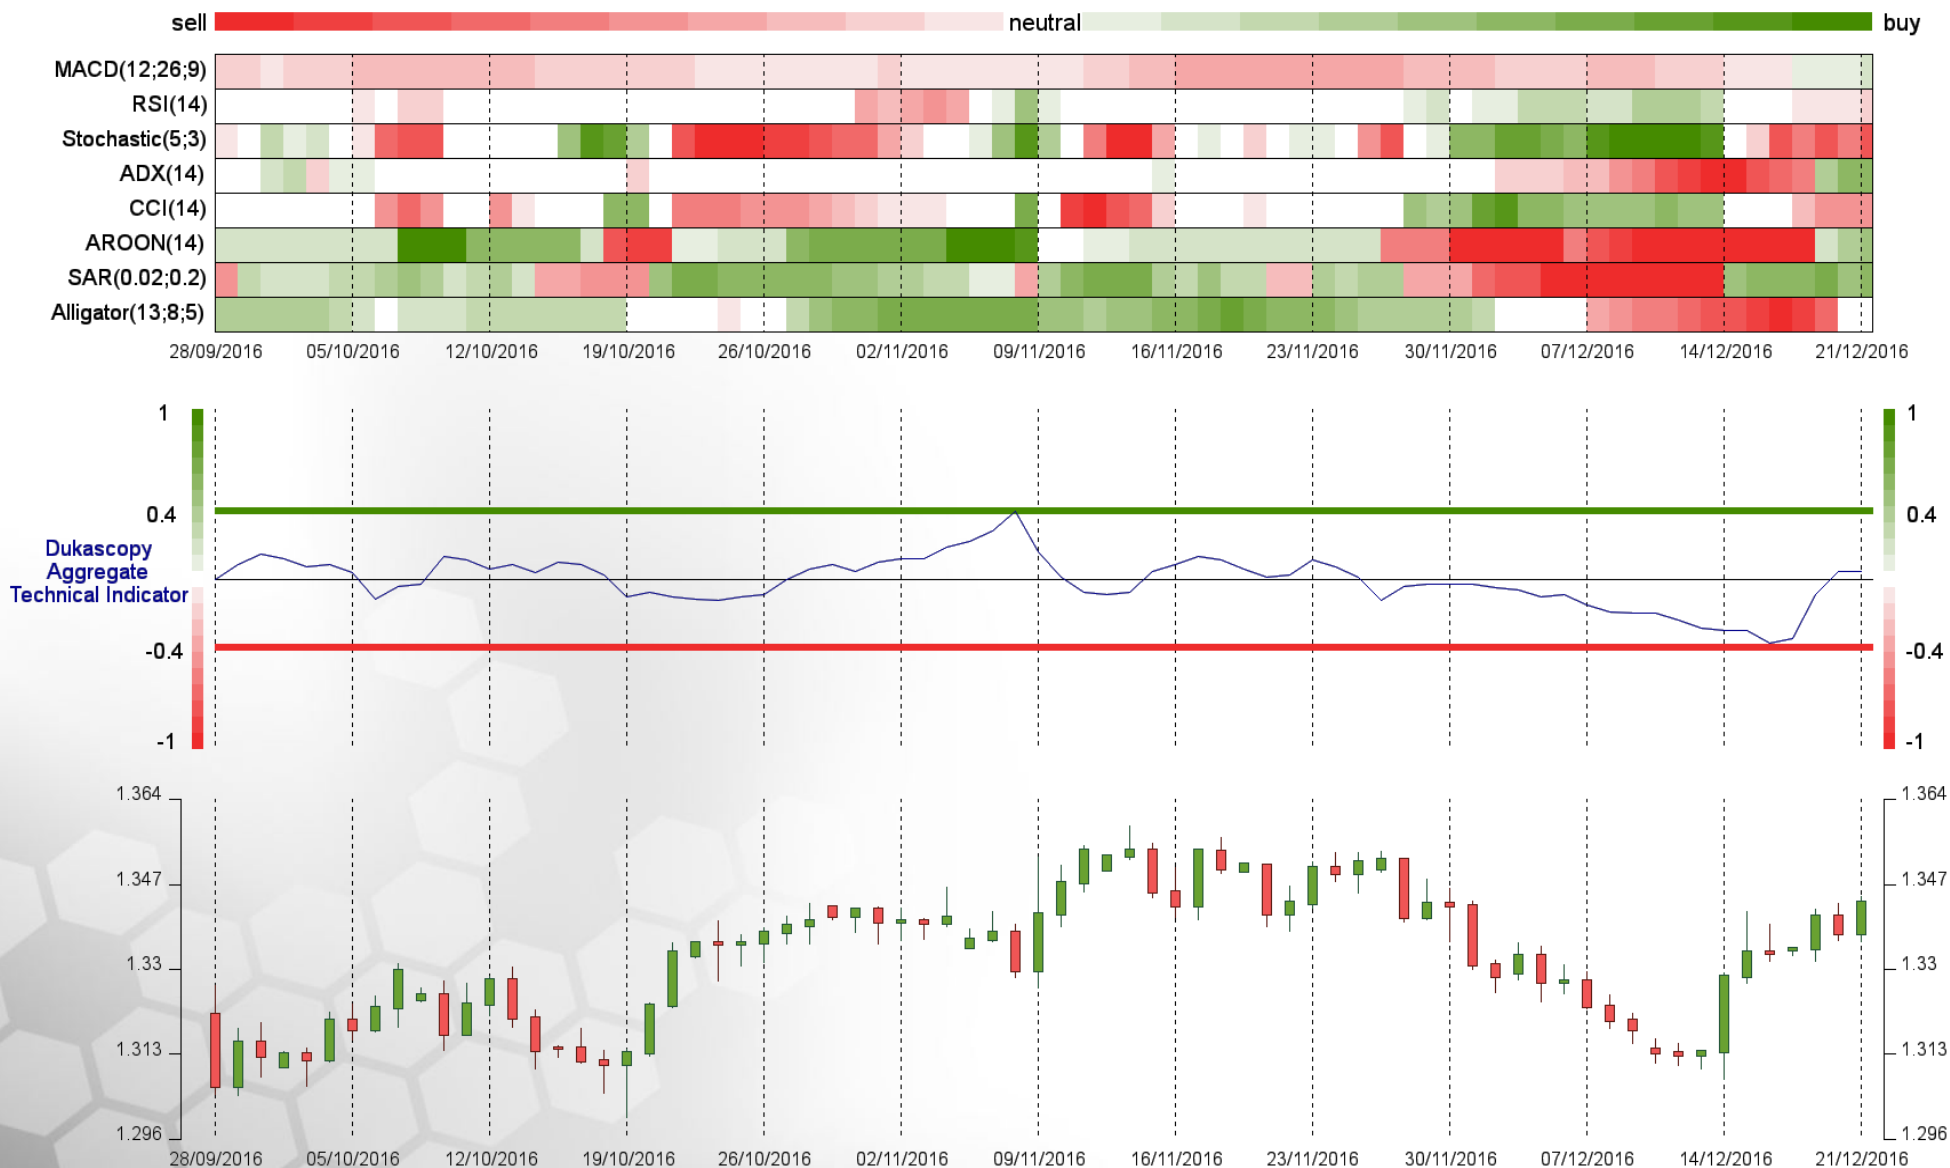 sell neutral buy
MACD(12;26;9)
RSI(14)
Stochastic(5;3)
ADX(14)
CCI(14)
AROON(14)
SAR(0.02;0.2)
Alligator(13;8;5)
28/09/2016 05/10/2016 12/10/2016 19/10/2016 26/10/2016 02/11/2016 09/11/2016 16/11/2016 23/11/2016 30/11/2016 07/12/2016 14/12/2016 21/12/2016
1 1
0.4 0.4
Dukascopy
Aggregate
Technical Indicator
-0.4 -0.4
-1 -1
1.364 1.364
1.347 1.347
1.33 1.33
1.313 1.313
1.296 1.296
28/09/2016 05/10/2016 12/10/2016 19/10/2016 26/10/2016 02/11/2016 09/11/2016 16/11/2016 23/11/2016 30/11/2016 07/12/2016 14/12/2016 21/12/2016